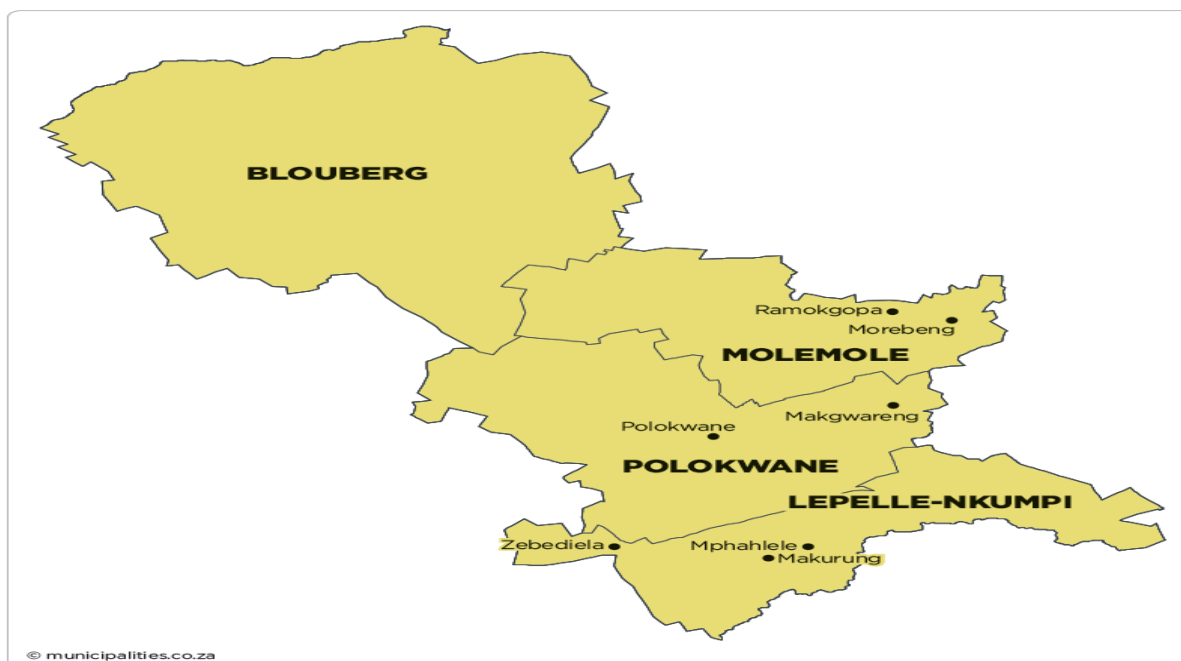 BLOUBERG
Ramokgopa
Morebeng
MOLEMOLE
Makgwareng
Polokwane
POLOKWANE
LEPELLE-NKUMPI
Zebediela
Mphahlele
Makurung
© municipalities.co.za